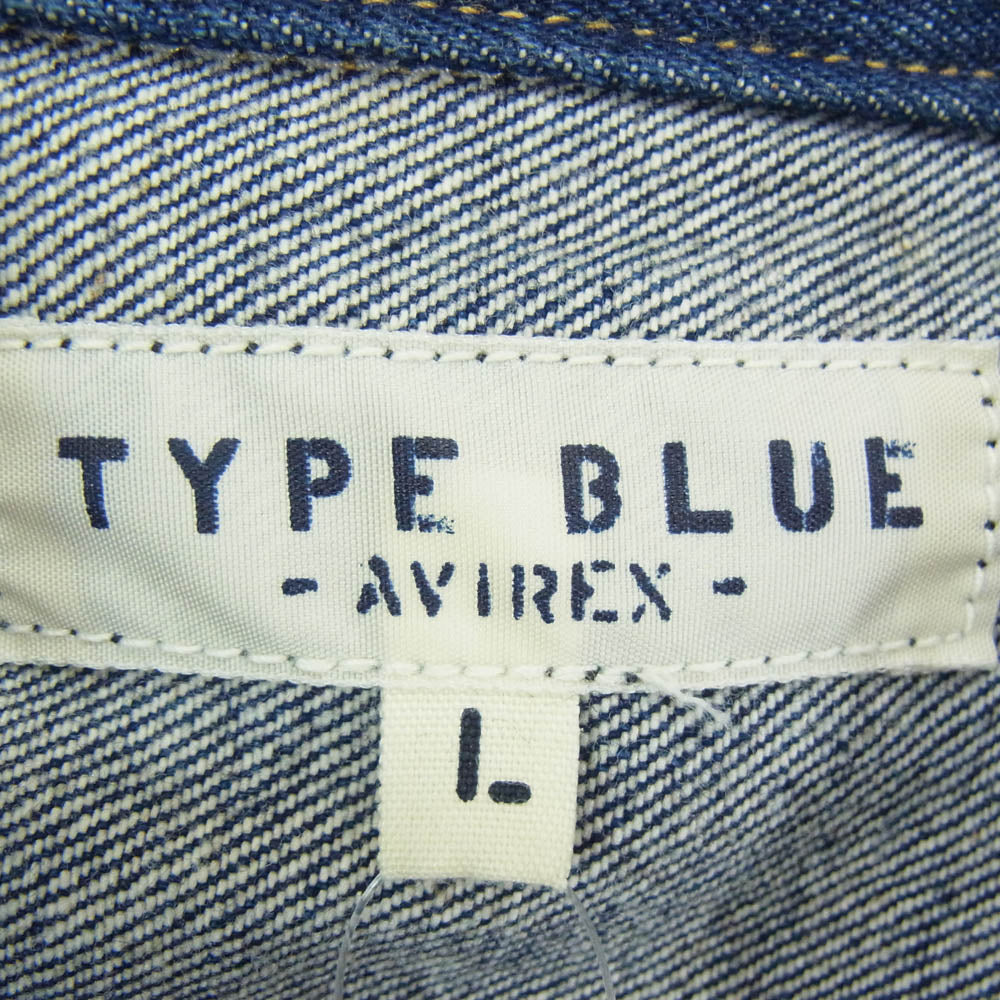 TYPE BLUE
- AVIREX -
L